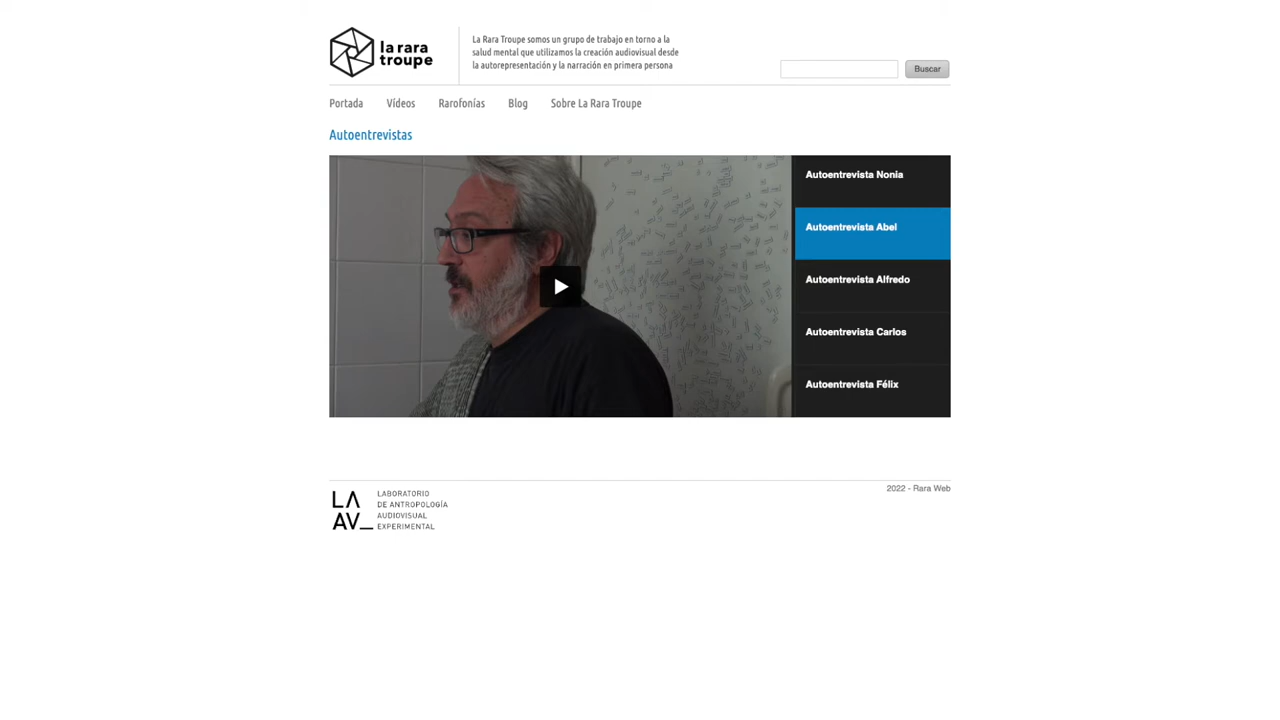 la rara
troupe
La Rara Troupe somos un grupo de trabajo en torno a la
salud mental que utilizamos la creación audiovisual desde
la autorepresentación y la narración en primera persona
Buscar
Portada Vídeos Rarofonías Blog Sobre La Rara Troupe
Autoentrevistas
Autoentrevista Nonia
Autoentrevista Abel
Autoentrevista Alfredo
Autoentrevista Carlos
Autoentrevista Félix
2022 - Rara Web
LA
AV_
LABORATORIO
DE ANTROPOLOGÍA
AUDIOVISUAL
EXPERIMENTAL